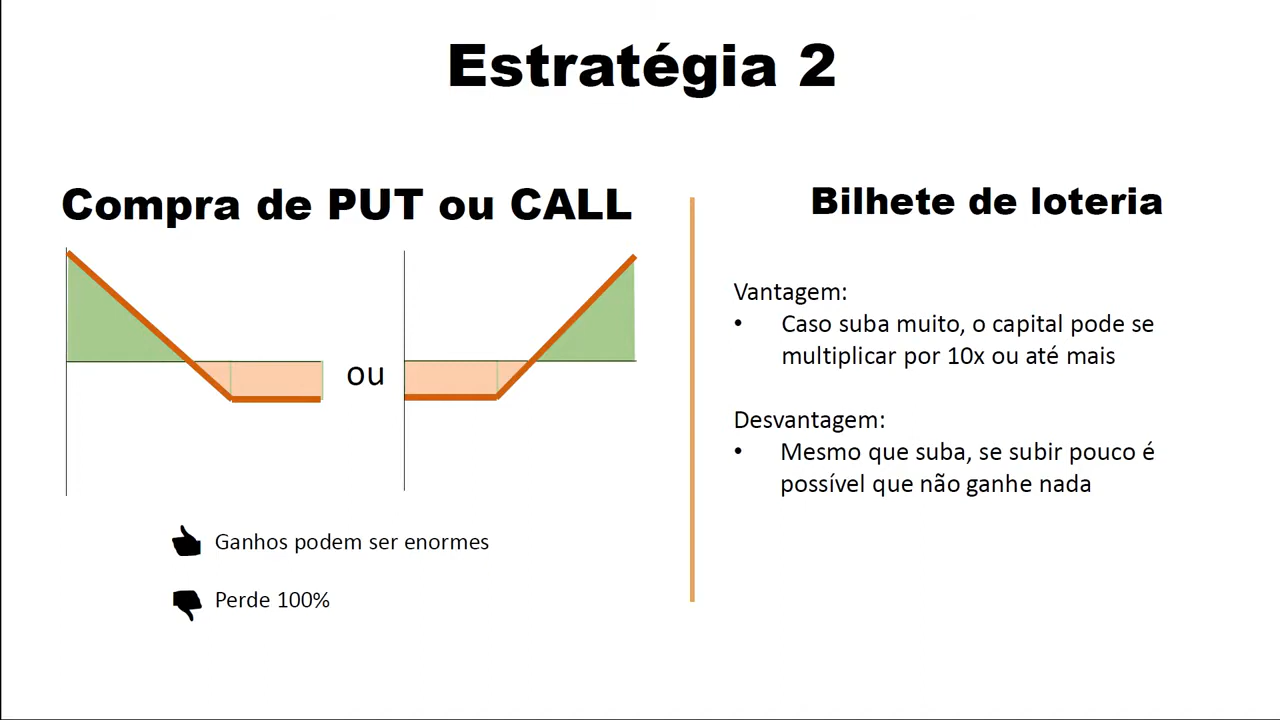 Estratégia 2
Compra de PUT ou CALL
ou
Ganhos podem ser enormes
Perde 100%
Bilhete de loteria
Vantagem:
• Caso suba muito, o capital pode se
multiplicar por 10x ou até mais
Desvantagem:
• Mesmo que suba, se subir pouco é
possível que não ganhe nada